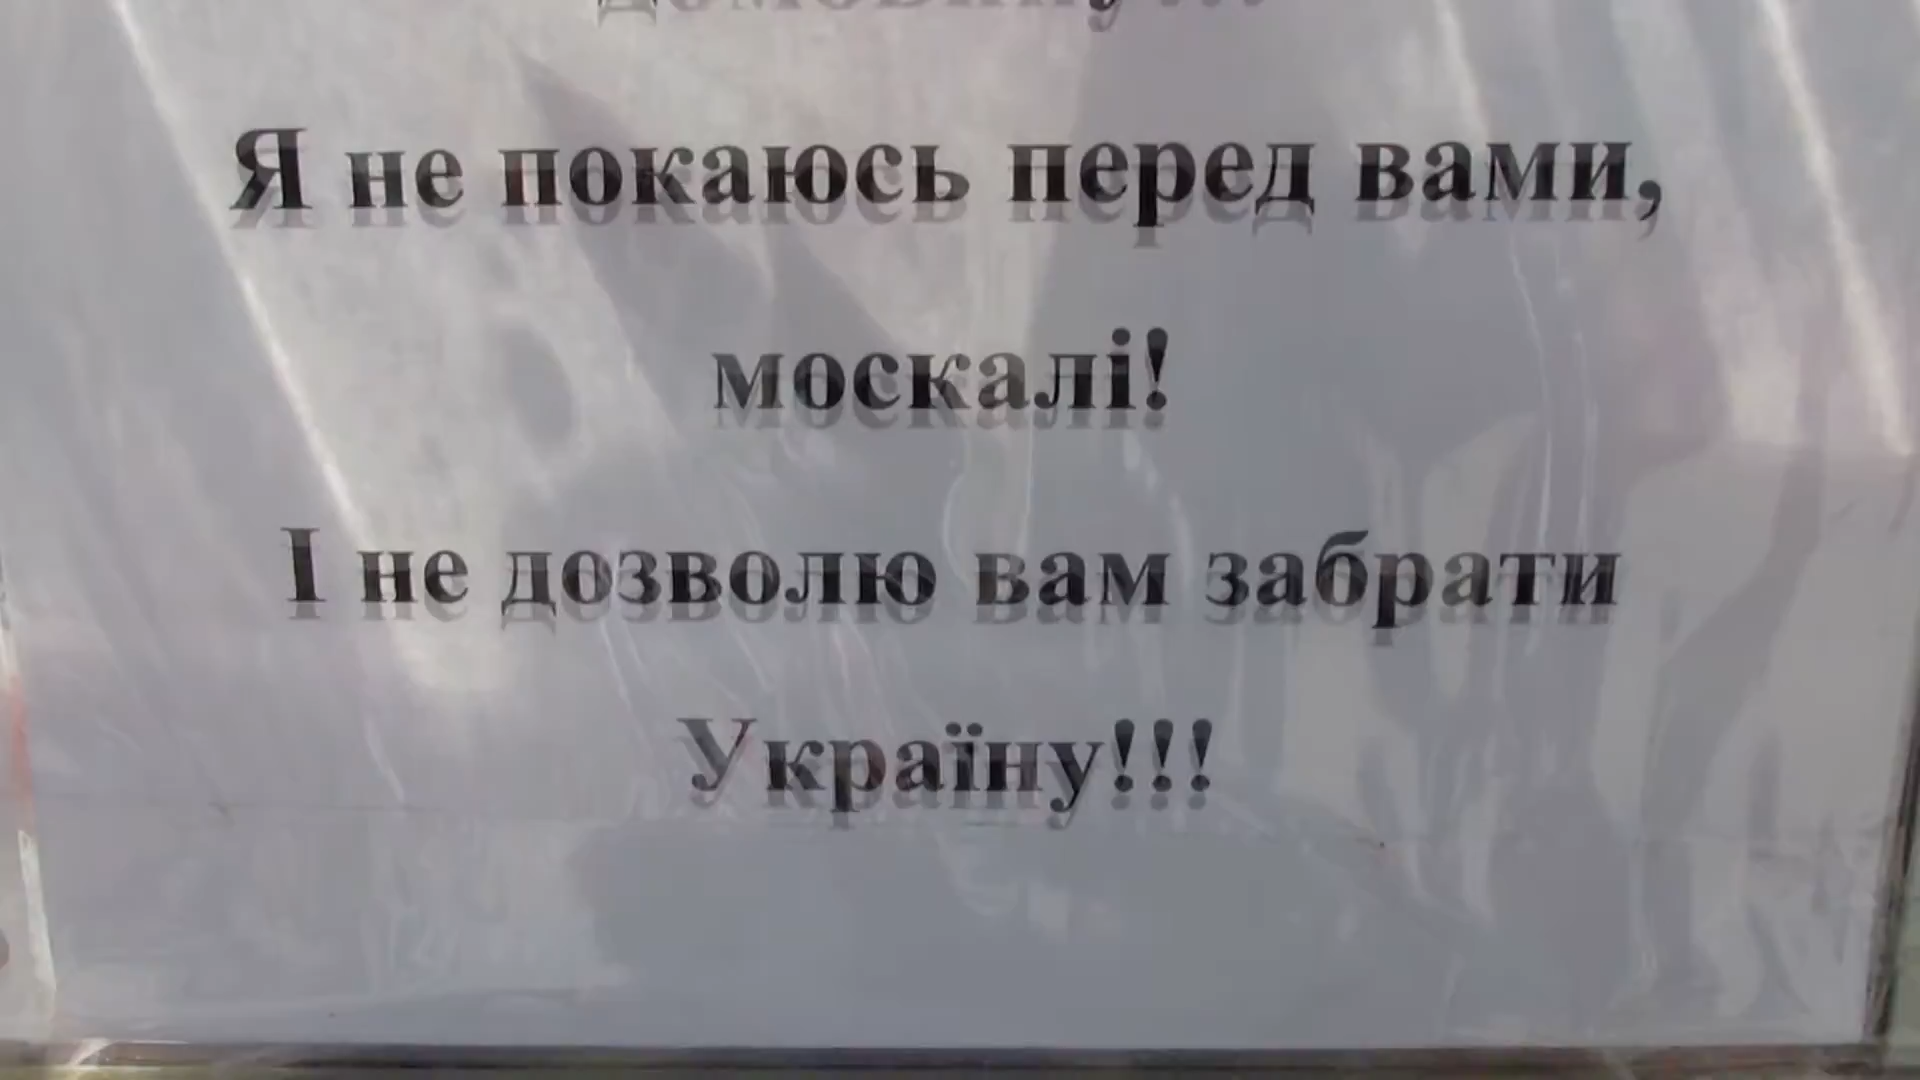 Я не покаюсь перед вами,
москалі!
І не дозволю вам забрати
Україну!!!